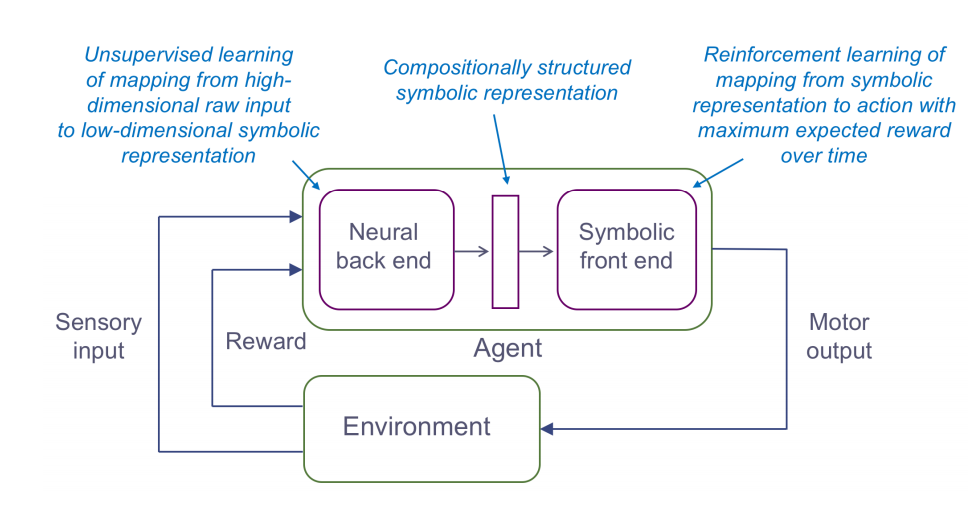 Unsupervised learning
of mapping from high-
dimensional raw input
to low-dimensional symbolic
representation
Compositionally structured
symbolic representation
Reinforcement learning of
mapping from symbolic
representation to action with
maximum expected reward
over time
Neural
back end
Symbolic
front end
Sensory
input
Reward
Agent
Motor
output
Environment